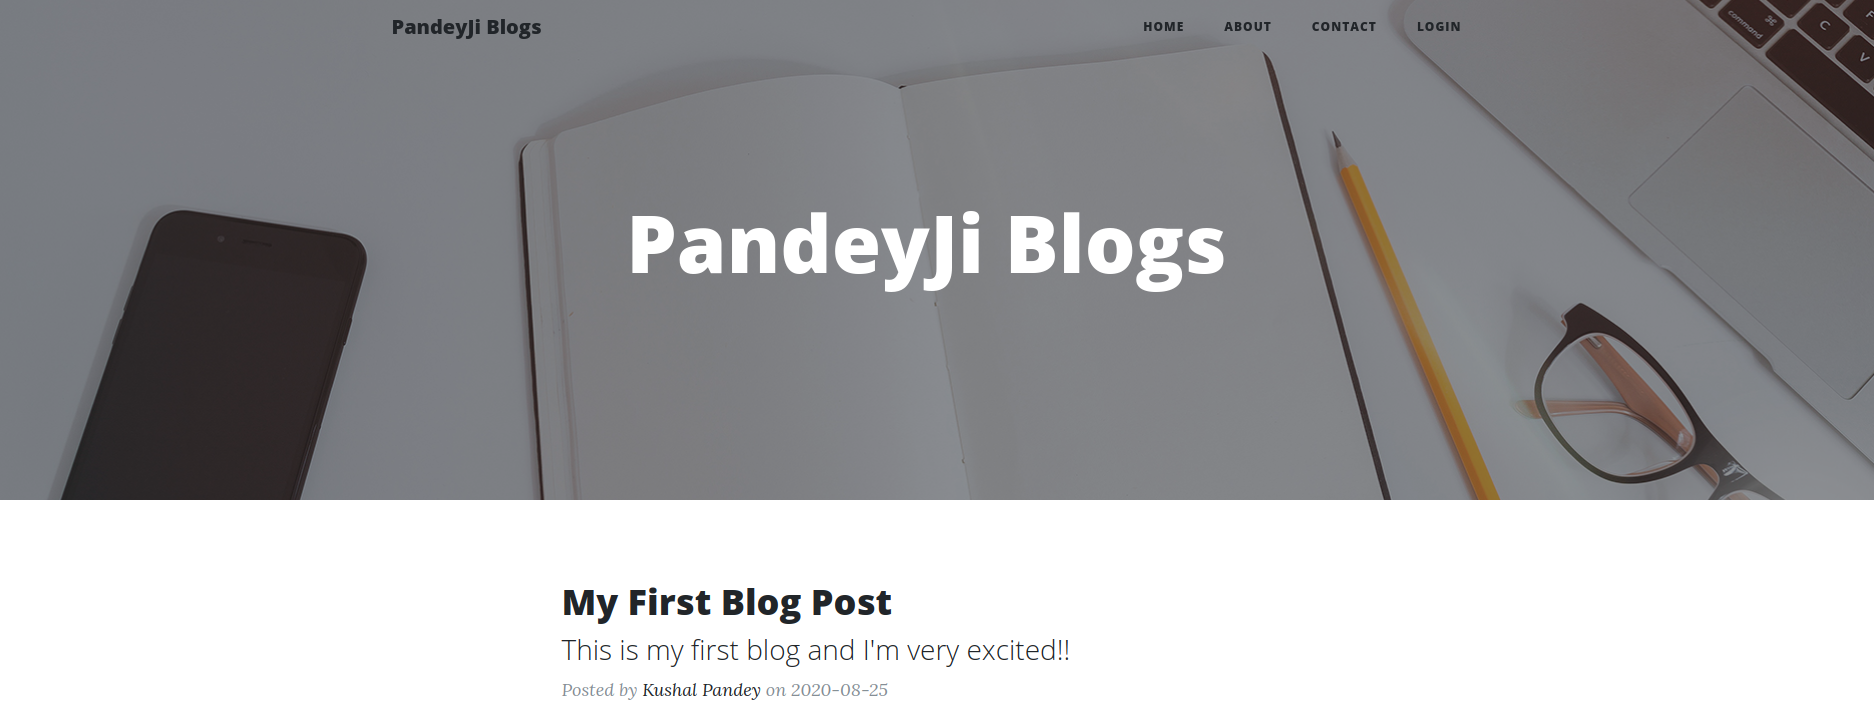 PandeyJi Blogs
HOME ABOUT CONTACT LOGIN
command
C
V
PandeyJi Blogs
My First Blog Post
This is my first blog and I'm very excited!!
Posted by Kushal Pandey on 2020-08-25